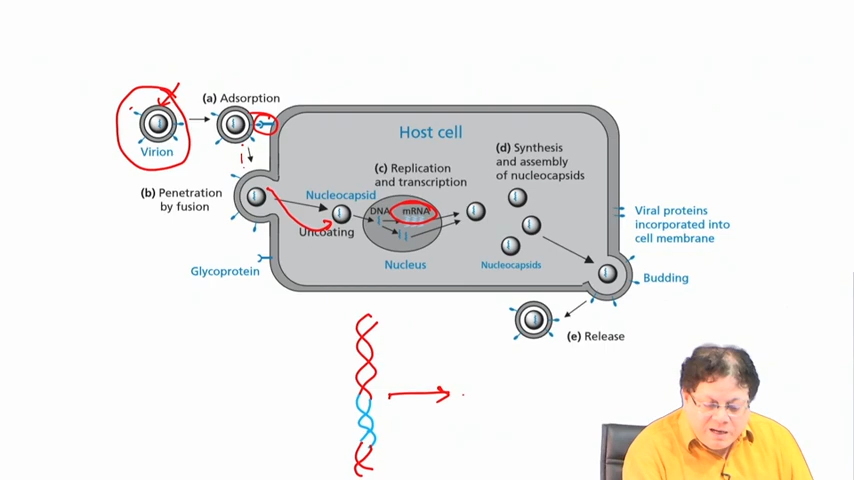 (a) Adsorption
Host cell
Virion
(d) Synthesis
and assembly
of nucleocapsids
(c) Replication
and transcription
(b) Penetration
by fusion
Nucleocapsid
DNA mRNA
Uncoating
Viral proteins
incorporated into
cell membrane
Nucleus
Nucleocapsids
Glycoprotein
Budding
(e) Release